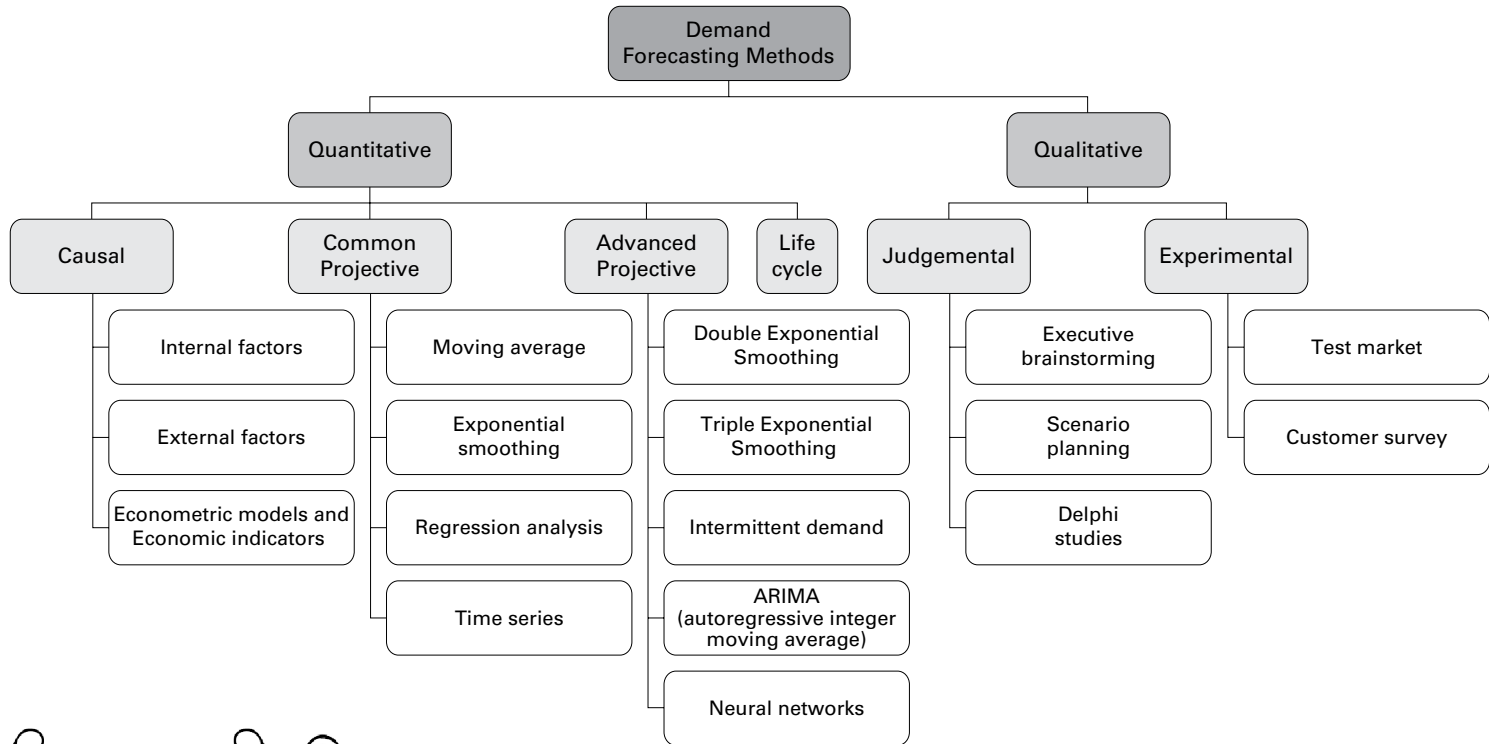 Demand
Forecasting Methods
Quantitative
Qualitative
Causal
Common
Projective
Advanced
Projective
Life
cycle
Judgemental
Experimental
Internal factors
External factors
Econometric models and
Economic indicators
Moving average
Exponential
smoothing
Regression analysis
Time series
Double Exponential
Smoothing
Triple Exponential
Smoothing
Intermittent demand
ARIMA
(autoregressive integer
moving average)
Neural networks
Executive
brainstorming
Scenario
planning
Delphi
studies
Test market
Customer survey